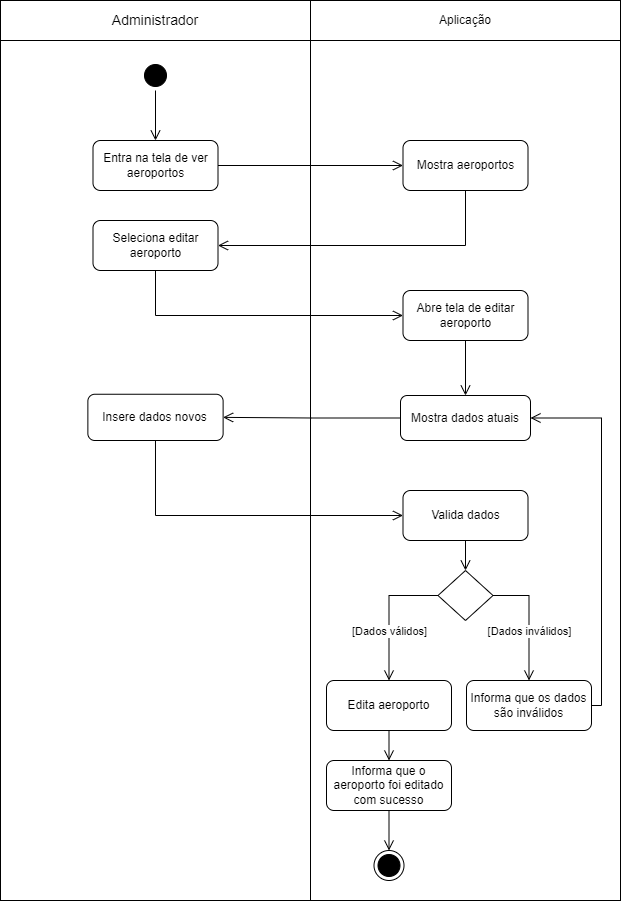 Administrador
Aplicação
Entra na tela de ver
aeroportos
Mostra aeroportos
Seleciona editar
aeroporto
Abre tela de editar
aeroporto
Insere dados novos
Mostra dados atuais
Valida dados
[Dados válidos]
[Dados inválidos]
Edita aeroporto
Informa que os dados
são inválidos
Informa que o
aeroporto foi editado
com sucesso